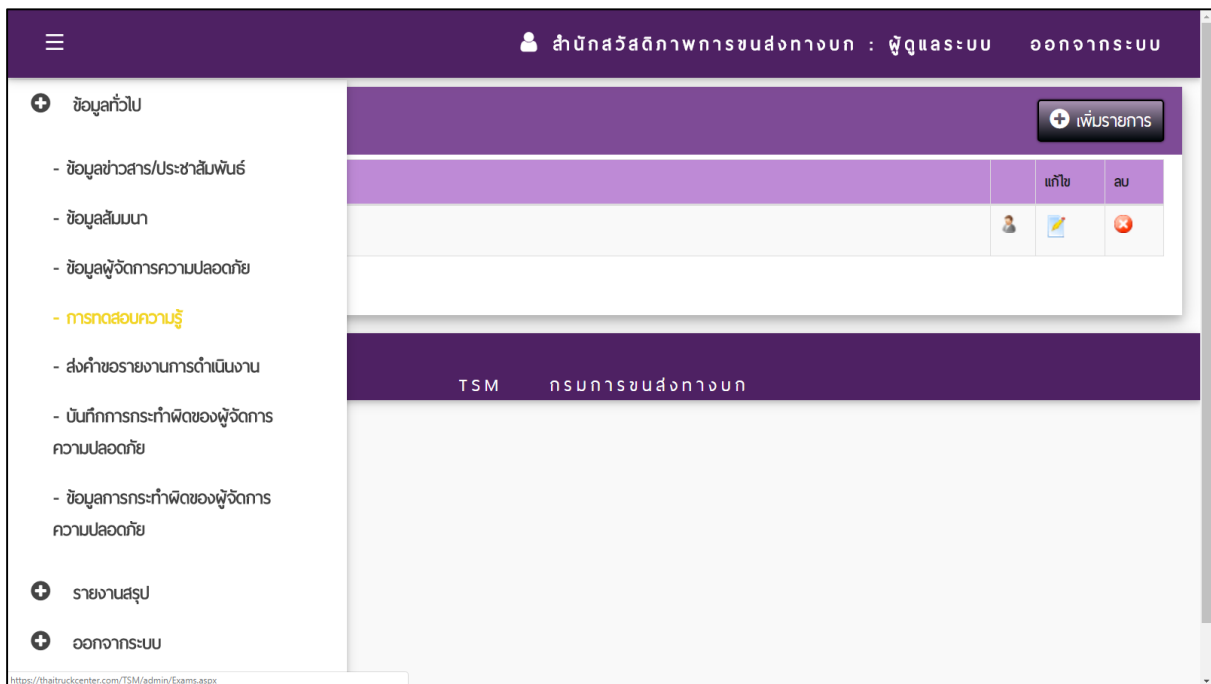 สำนักสวัสดิภาพการขนส่งทางบก : ผู้ดูแลระบบ ออกจากระบบ
ข้อมูลทั่วไป
เพิ่มรายการ
- ข้อมูลข่าวสาร/ประชาสัมพันธ์
แก้ไข ลบ
- ข้อมูลสัมมนา
- ข้อมูลผู้จัดการความปลอดภัย
- การทดสอบความรู้
- ส่งคำขอรายงานการดำเนินงาน
TSM กรมการขนส่งทางบก
- บันทึกการกระทำผิดของผู้จัดการ
ความปลอดภัย
- ข้อมูลการกระทำผิดของผู้จัดการ
ความปลอดภัย
รายงานสรุป
ออกจากระบบ
https://thaitruckcenter.com/TSM/admin/Exams.aspx